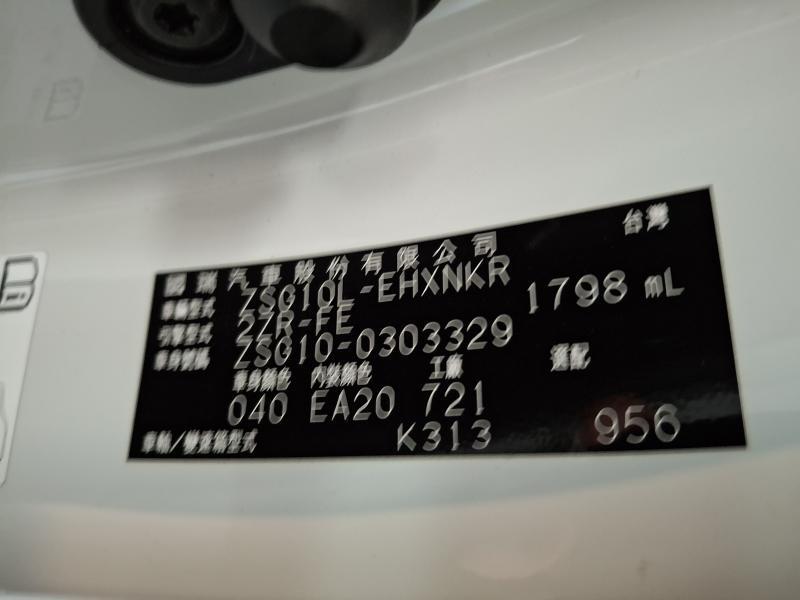 國瑞汽車股份有限公司 台灣
車輛型式 ZSG10L-EHXNKR
引擎型式 2ZR-FE 1798 mL
車身號碼 ZSG10-0303329
車身顏色 內裝顏色 工廠 選配
040 EA20 721
車軸/變速箱型式 K313 956